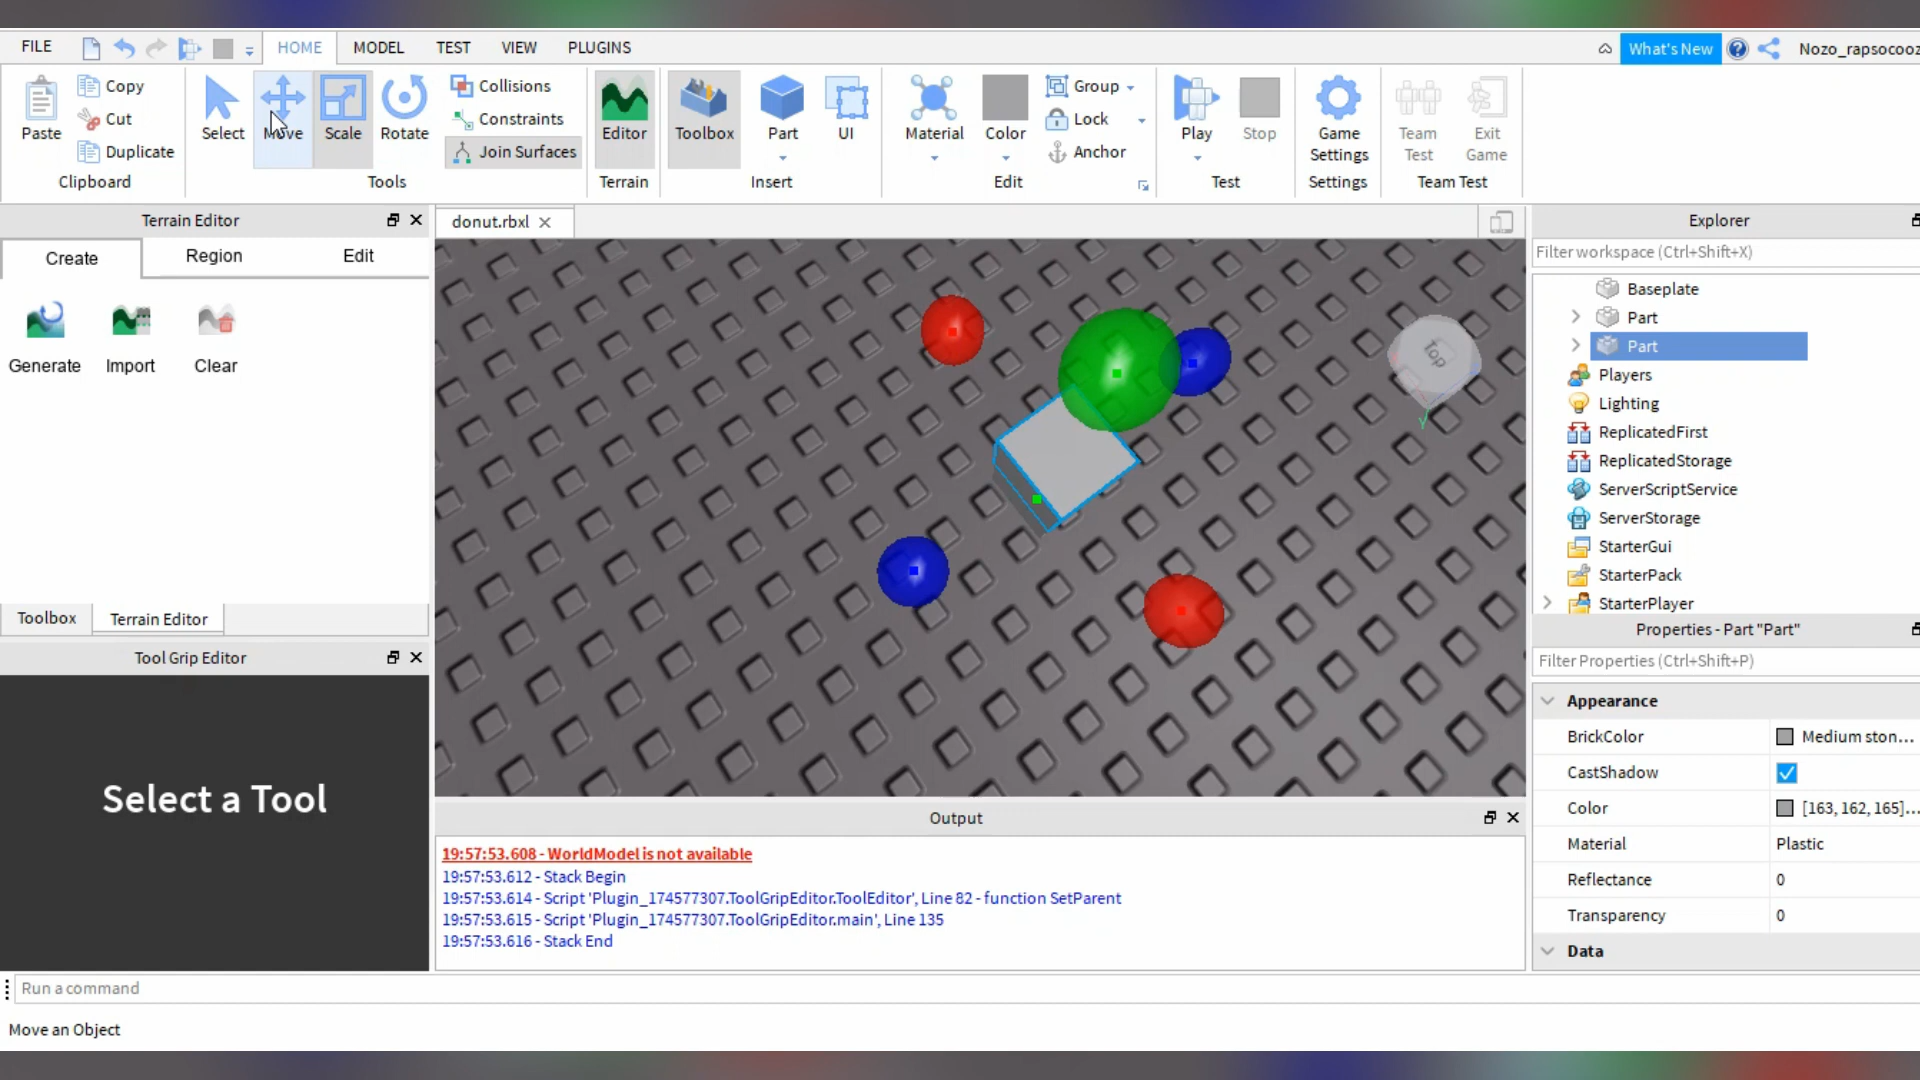 FILE
HOME
MODEL
TEST
VIEW
PLUGINS
What's New
Nozo_rapsocooz
Paste
Copy
Cut
Duplicate
Clipboard
Select
Move
Scale
Rotate
Collisions
Constraints
Join Surfaces
Tools
Editor
Terrain
Toolbox
Part
UI
Insert
Material
Color
Group
Lock
Anchor
Edit
Play
Stop
Test
Game
Settings
Settings
Team
Test
Exit
Game
Team Test
Terrain Editor
Create
Region
Edit
Generate
Import
Clear
Toolbox
Terrain Editor
Tool Grip Editor
Select a Tool
donut.rbxl
Top
Y
Output
19:57:53.608 - WorldModel is not available
19:57:53.612 - Stack Begin
19:57:53.614 - Script 'Plugin_174577307.ToolGripEditor.ToolEditor', Line 82 - function SetParent
19:57:53.615 - Script 'Plugin_174577307.ToolGripEditor.main', Line 135
19:57:53.616 - Stack End
Explorer
Filter workspace (Ctrl+Shift+X)
Baseplate
Part
Part
Players
Lighting
ReplicatedFirst
ReplicatedStorage
ServerScriptService
ServerStorage
StarterGui
StarterPack
StarterPlayer
Properties - Part "Part"
Filter Properties (Ctrl+Shift+P)
Appearance
BrickColor Medium ston...
CastShadow
Color [163, 162, 165]...
Material Plastic
Reflectance 0
Transparency 0
Data
Run a command
Move an Object